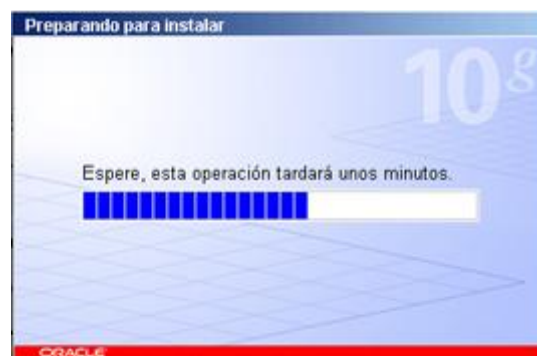 Preparando para instalar
10g
Espere, esta operación tardará unos minutos.
ORACLE